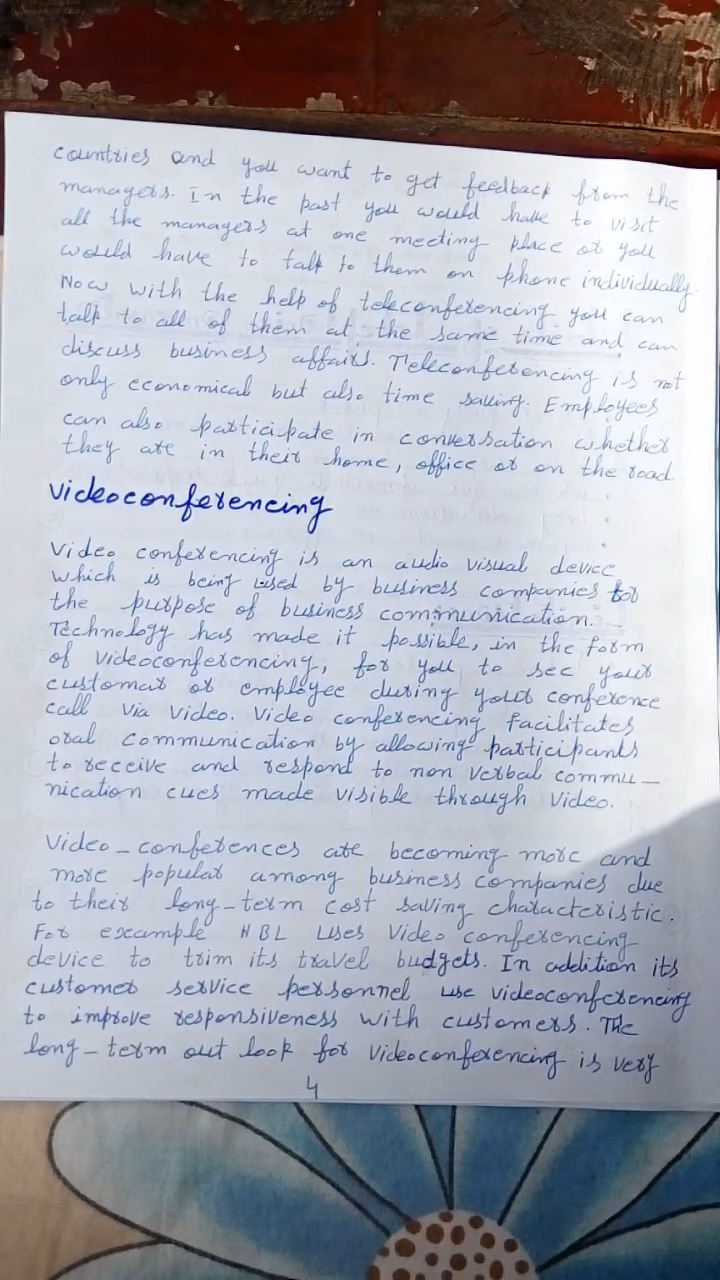 countries and you want to get feedback from the
managers. In the past you would have to visit
all the managers at one meeting place or you
would have to talk to them on phone individually.
Now with the help of teleconferencing you can
talk to all of them at the same time and can
discuss business affairs. Teleconferencing is not
only economical but also time saving. Employees
can also participate in conversation whether
they are in their home, office or on the road
videoconferencing
Video conferencing is an audio visual device
which is being used by business companies for
the purpose of business communication.
Technology has made it possible, in the form
of videoconferencing, for you to see your
customar or employee during your conference
call via video. Video conferencing facilitates
oral communication by allowing participants
to receive and respond to non verbal commu-
nication cues made visible through video.
Video-conferences are becoming more and
more popular among business companies due
to their long-term cost saving characteristic.
For example HBL uses video conferencing
device to trim its travel budgets. In addition its
customer service personnel use videoconferencing
to improve responsiveness with customers. The
long-term out look for videoconferencing is very
4